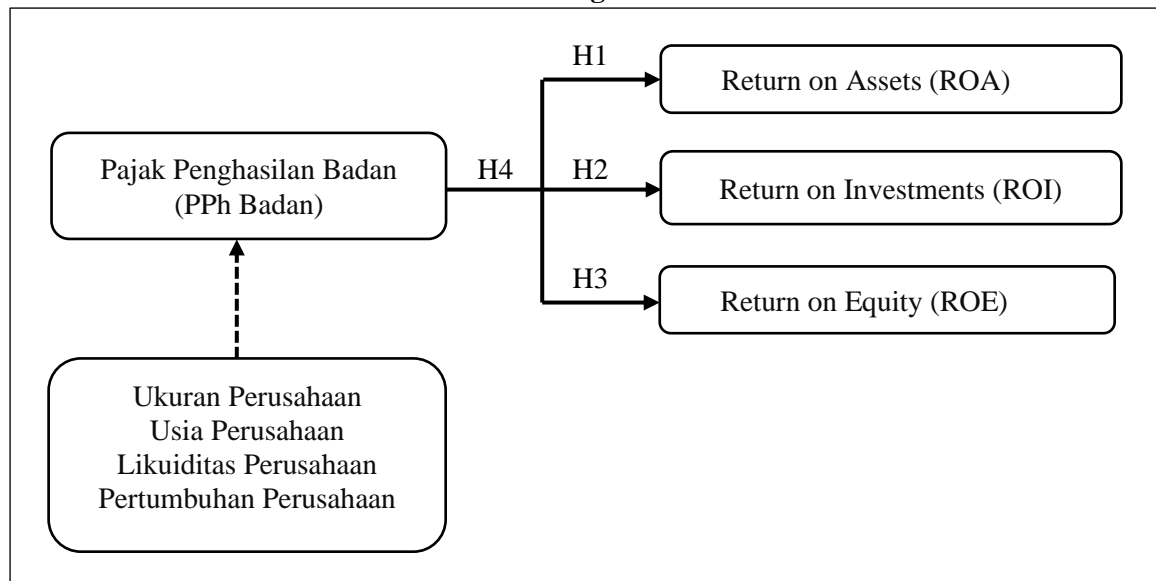 H1
Return on Assets (ROA)
Pajak Penghasilan Badan
(PPh Badan)
H4
H2
Return on Investments (ROI)
H3
Return on Equity (ROE)
Ukuran Perusahaan
Usia Perusahaan
Likuiditas Perusahaan
Pertumbuhan Perusahaan